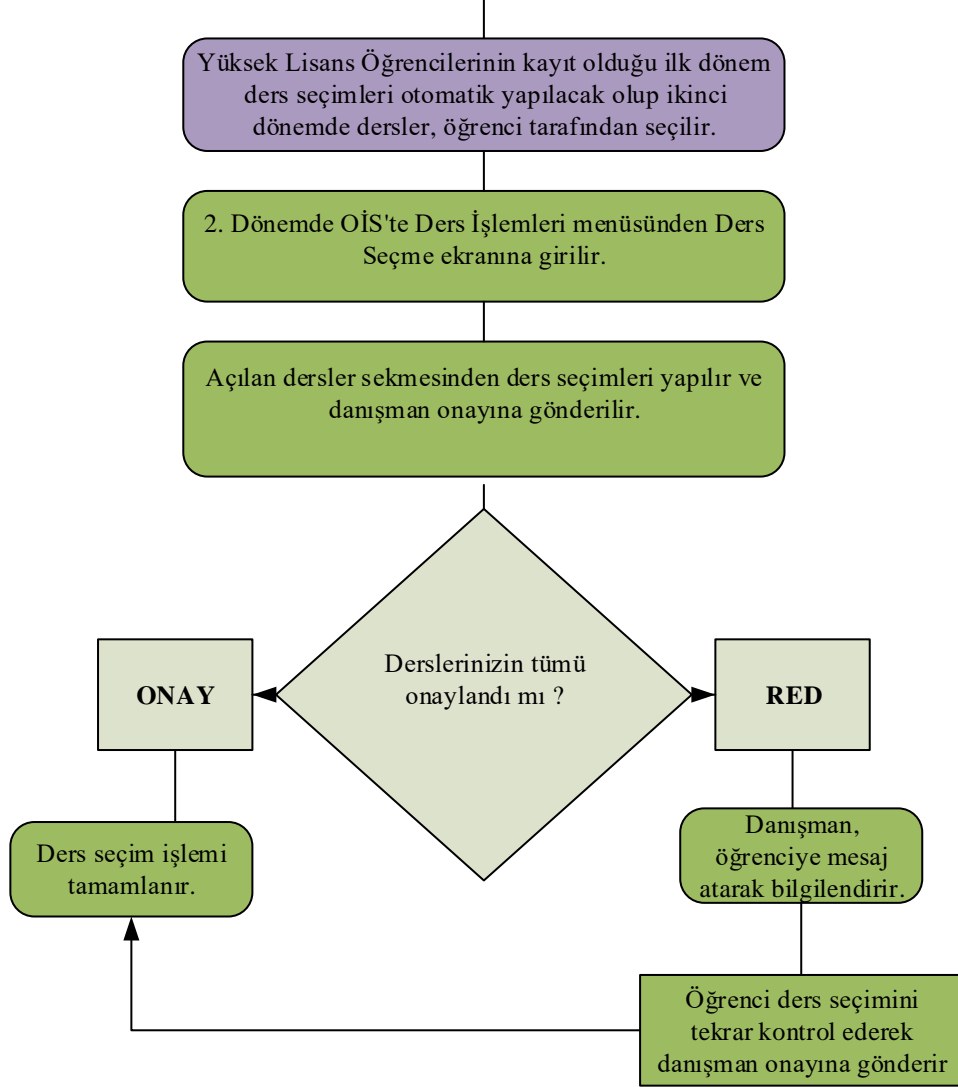 Yüksek Lisans Öğrencilerinin kayıt olduğu ilk dönem
ders seçimleri otomatik yapılacak olup ikinci
dönemde dersler, öğrenci tarafından seçilir.
2. Dönemde OİS'te Ders İşlemleri menüsünden Ders
Seçme ekranına girilir.
Açılan dersler sekmesinden ders seçimleri yapılır ve
danışman onayına gönderilir.
Derslerinizin tümü
onaylandı mı ?
ONAY
RED
Ders seçim işlemi
tamamlanır.
Danışman,
öğrenciye mesaj
atarak bilgilendirir.
Öğrenci ders seçimini
tekrar kontrol ederek
danışman onayına gönderir